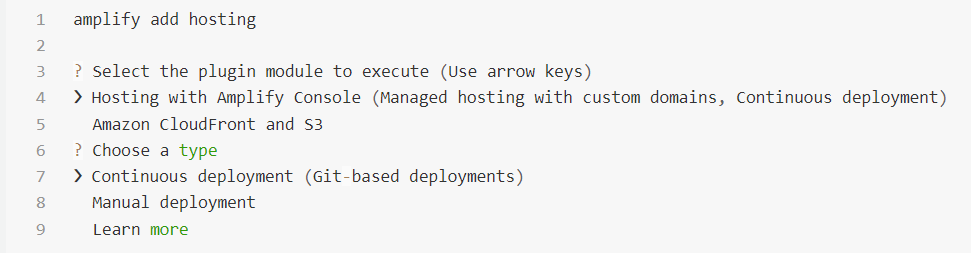 1 amplify add hosting
2
3 ? Select the plugin module to execute (Use arrow keys)
4 ❯ Hosting with Amplify Console (Managed hosting with custom domains, Continuous deployment)
5 Amazon CloudFront and S3
6 ? Choose a type
7 ❯ Continuous deployment (Git-based deployments)
8 Manual deployment
9 Learn more